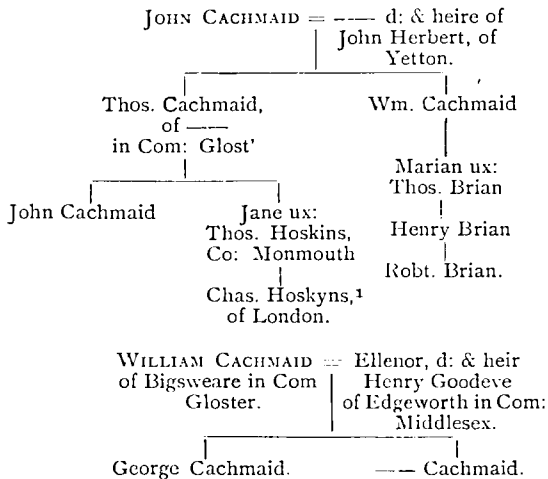 JOHN CACHMAID = —— d: & heire of
John Herbert, of
Yetton.
Thos. Cachmaid,
of ——
in Com: Glost'
Wm. Cachmaid
Marian ux:
Thos. Brian
Henry Brian
Robt. Brian.
John Cachmaid
Jane ux:
Thos. Hoskins,
Co: Monmouth
Chas. Hoskyns,¹
of London.
WILLIAM CACHMAID = Ellenor, d: & heir
of Bigsweare in Com
Gloster.
Henry Goodeve
of Edgeworth in Com:
Middlesex.
George Cachmaid.
—— Cachmaid.